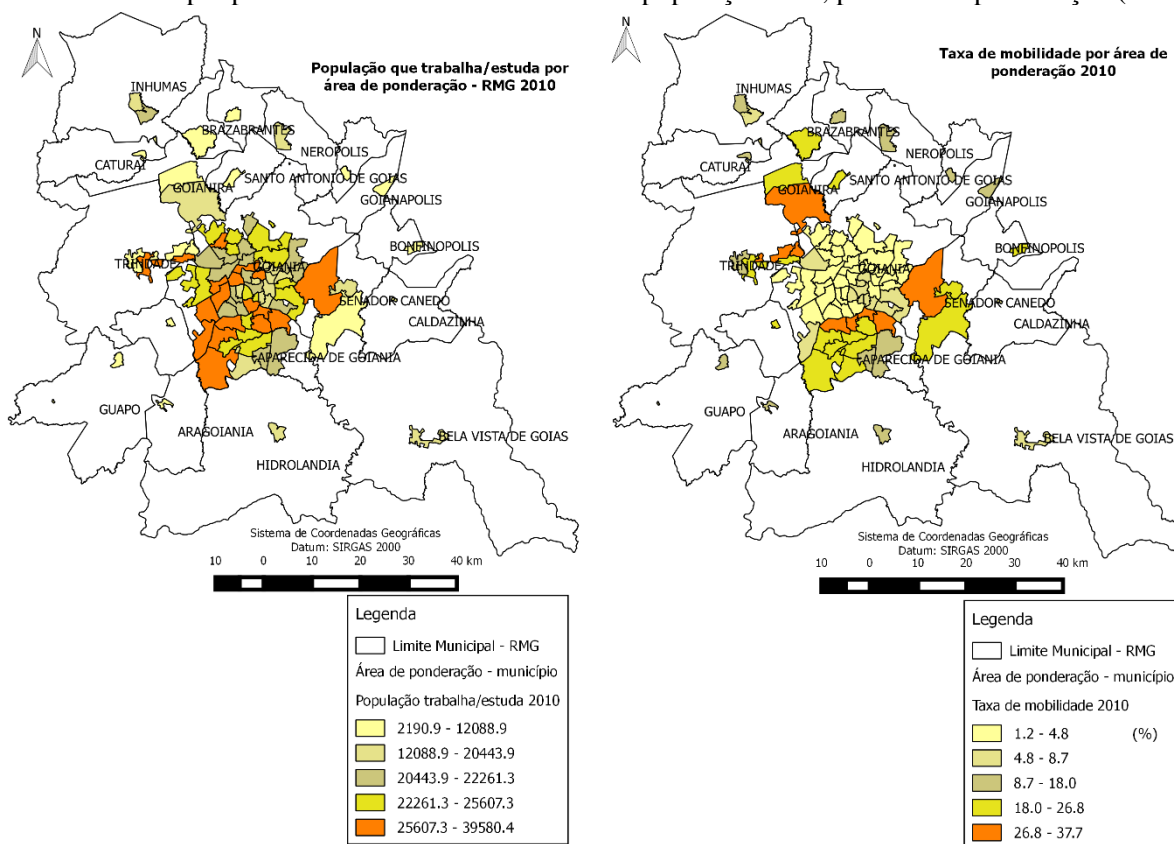 população
N
População que trabalha/estuda por
área de ponderação - RMG 2010
INHUMAS
BRAZABRANTES
NEROPOLIS
CATURAI
SANTO ANTONIO DE GOIAS
GOIANIRA
GOIANAPOLIS
BONFINOPOLIS
TRINDADE
GOIANIA
SENADOR CANEDO
CALDAZINHA
APARECIDA DE GOIANIA
GUAPO
ARAGOIANIA
BELA VISTA DE GOIAS
HIDROLANDIA
Sistema de Coordenadas Geográficas
Datum: SIRGAS 2000
10 0 10 20 30 40 km
Legenda
Limite Municipal - RMG
Área de ponderação - município
População trabalha/estuda 2010
2190.9 - 12088.9
12088.9 - 20443.9
20443.9 - 22261.3
22261.3 - 25607.3
25607.3 - 39580.4
N
Taxa de mobilidade por área de
ponderação 2010
INHUMAS
BRAZABRANTES
NEROPOLIS
CATURAI
SANTO ANTONIO DE GOIAS
GOIANIRA
GOIANAPOLIS
BONFINOPOLIS
TRINDADE
GOIANIA
SENADOR CANEDO
CALDAZINHA
APARECIDA DE GOIANIA
GUAPO
ARAGOIANIA
BELA VISTA DE GOIAS
HIDROLANDIA
Sistema de Coordenadas Geográficas
Datum: SIRGAS 2000
10 0 10 20 30 40 km
Legenda
Limite Municipal - RMG
Área de ponderação - município
Taxa de mobilidade 2010
1.2 - 4.8 (%)
4.8 - 8.7
8.7 - 18.0
18.0 - 26.8
26.8 - 37.7